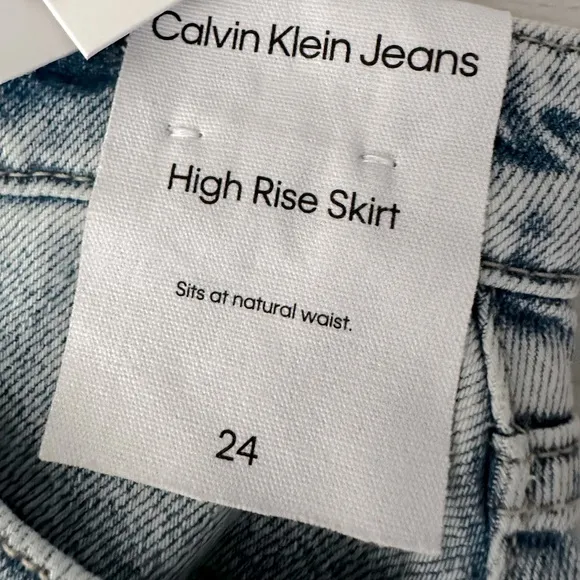 Calvin Klein Jeans
High Rise Skirt
Sits at natural waist.
24